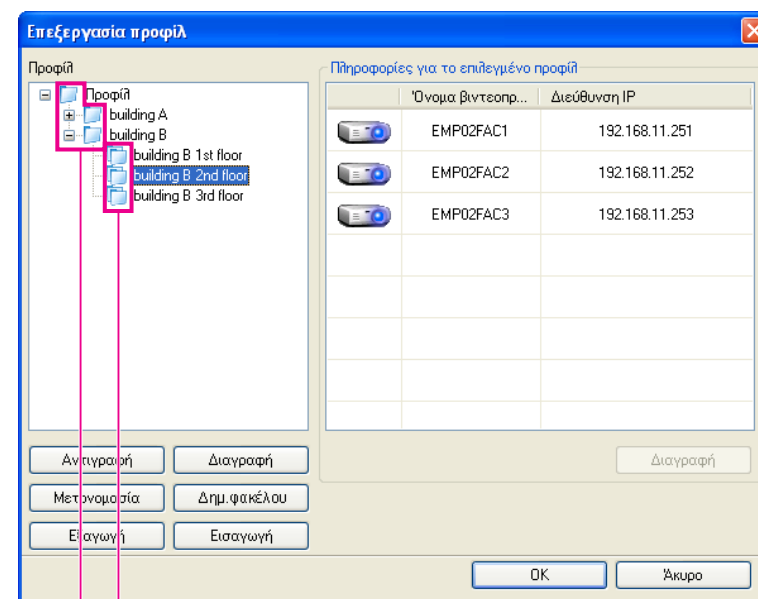 Επεξεργασία προφίλ
Προφίλ
Προφίλ
building A
building B
building B 1st floor
building B 2nd floor
building B 3rd floor
Πληροφορίες για το επιλεγμένο προφίλ
Όνομα βιντεοπρ... Διεύθυνση IP
EMP02FAC1 192.168.11.251
EMP02FAC2 192.168.11.252
EMP02FAC3 192.168.11.253
Αντιγραφή Διαγραφή
Μετονομασία Δημ.φακέλου
Εξαγωγή Εισαγωγή
Διαγραφή
OK Άκυρο